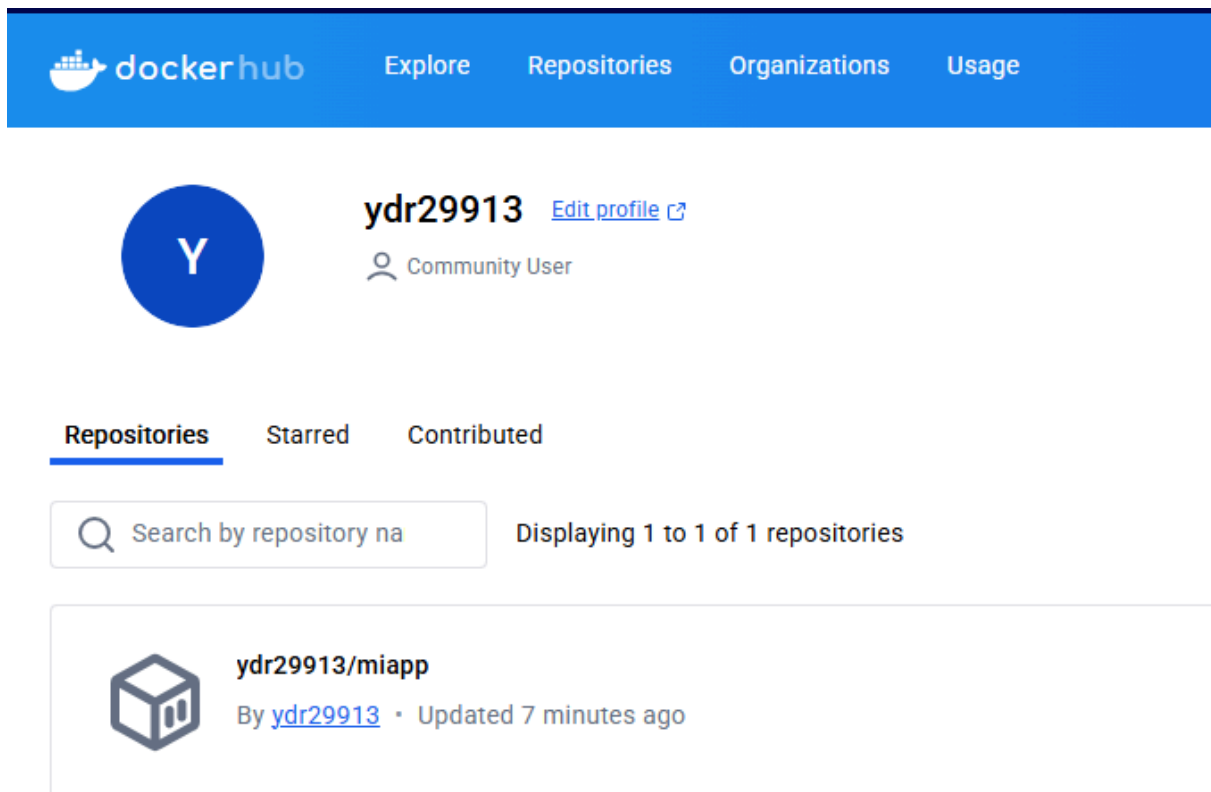 dockerhub Explore Repositories Organizations Usage
Y
ydr29913 Edit profile
Community User
Repositories Starred Contributed
Search by repository na Displaying 1 to 1 of 1 repositories
ydr29913/miapp
By ydr29913 • Updated 7 minutes ago